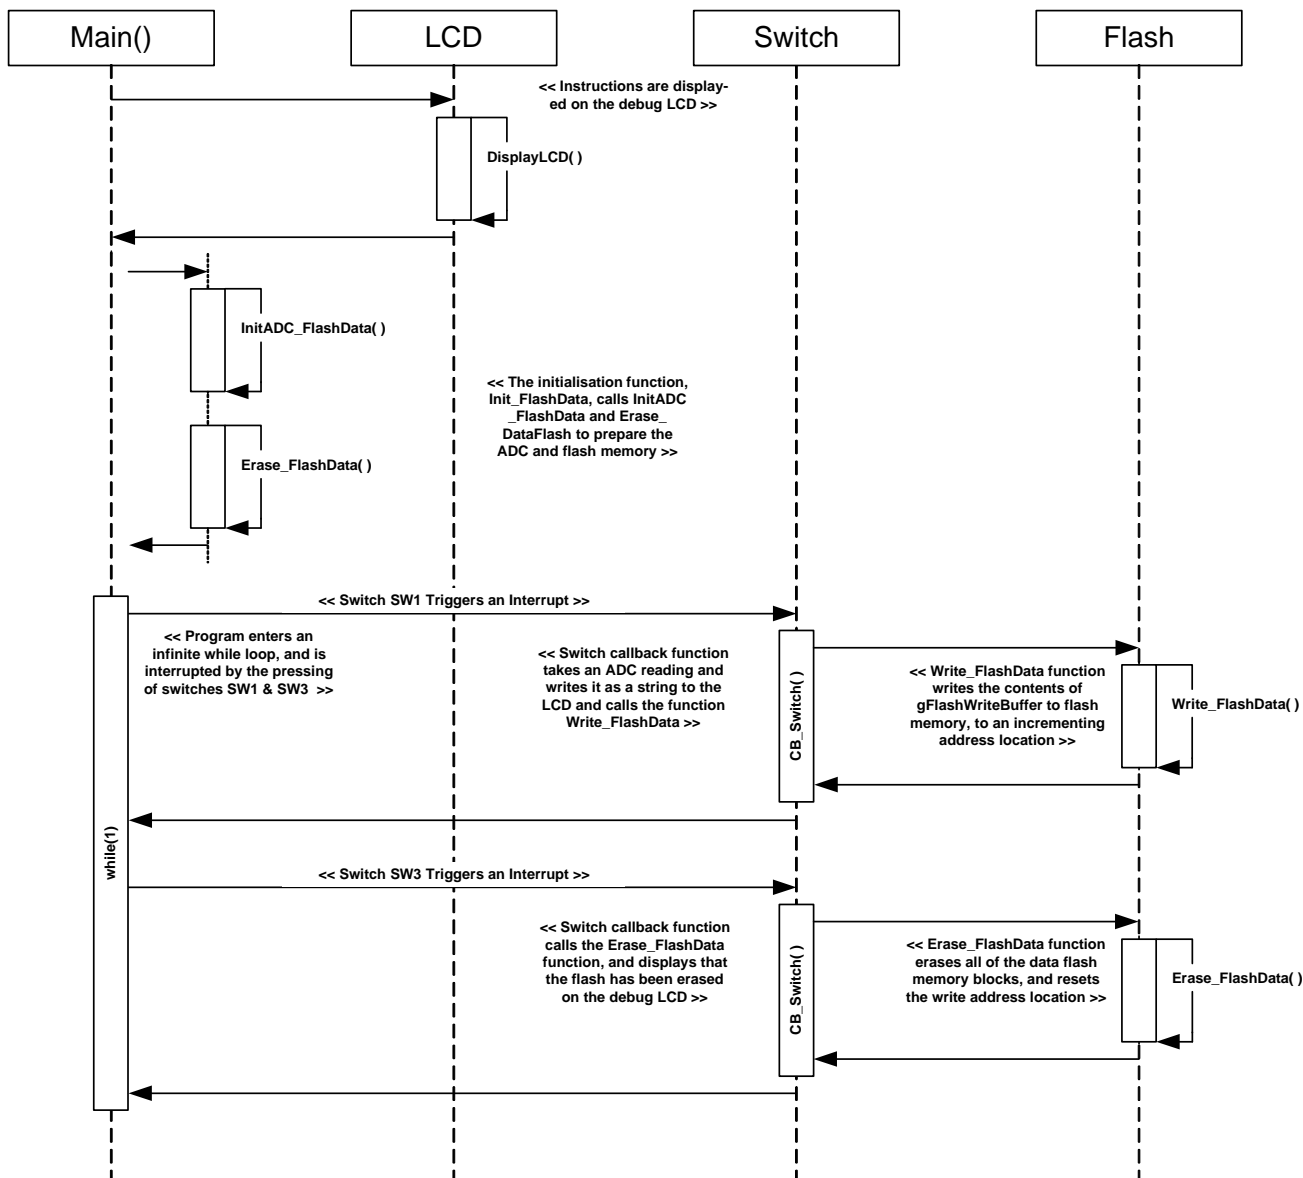 Main()
LCD
Switch
Flash
<< Instructions are display-
ed on the debug LCD >>
DisplayLCD( )
InitADC_FlashData( )
<< The initialisation function,
Init_FlashData, calls InitADC
_FlashData and Erase_
DataFlash to prepare the
ADC and flash memory >>
Erase_FlashData( )
<< Switch SW1 Triggers an Interrupt >>
<< Program enters an
infinite while loop, and is
interrupted by the pressing
of switches SW1 & SW3 >>
<< Switch callback function
takes an ADC reading and
writes it as a string to the
LCD and calls the function
Write_FlashData >>
CB_Switch( )
<< Write_FlashData function
writes the contents of
gFlashWriteBuffer to flash
memory, to an incrementing
address location >>
Write_FlashData( )
while(1)
<< Switch SW3 Triggers an Interrupt >>
<< Switch callback function
calls the Erase_FlashData
function, and displays that
the flash has been erased
on the debug LCD >>
CB_Switch( )
<< Erase_FlashData function
erases all of the data flash
memory blocks, and resets
the write address location >>
Erase_FlashData( )